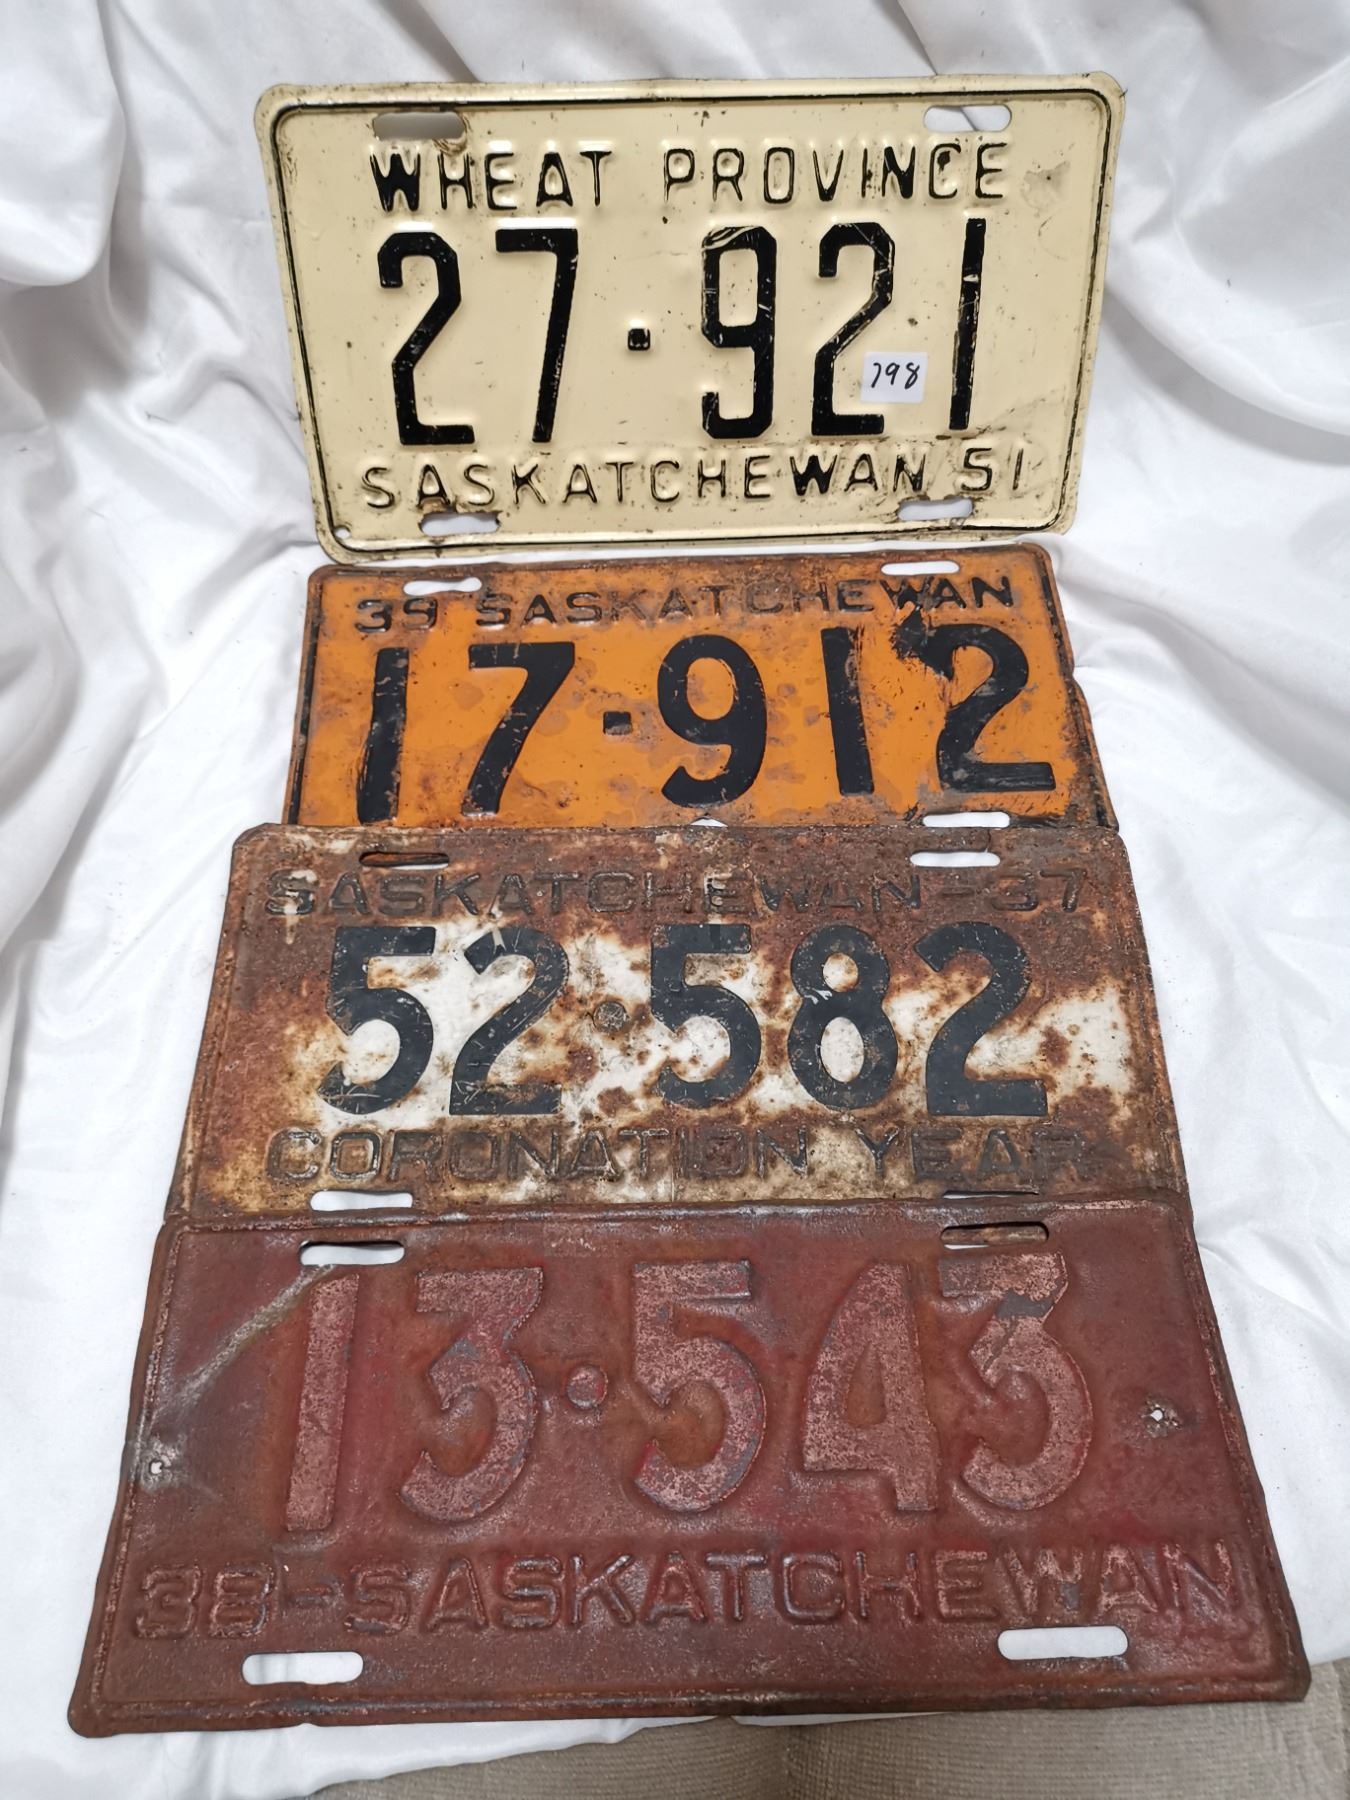 WHEAT PROVINCE
27·921
798
SASKATCHEWAN 51
39 SASKATCHEWAN
17·912
SASKATCHEWAN-37
52·582
CORONATION YEAR
13·543
38-SASKATCHEWAN